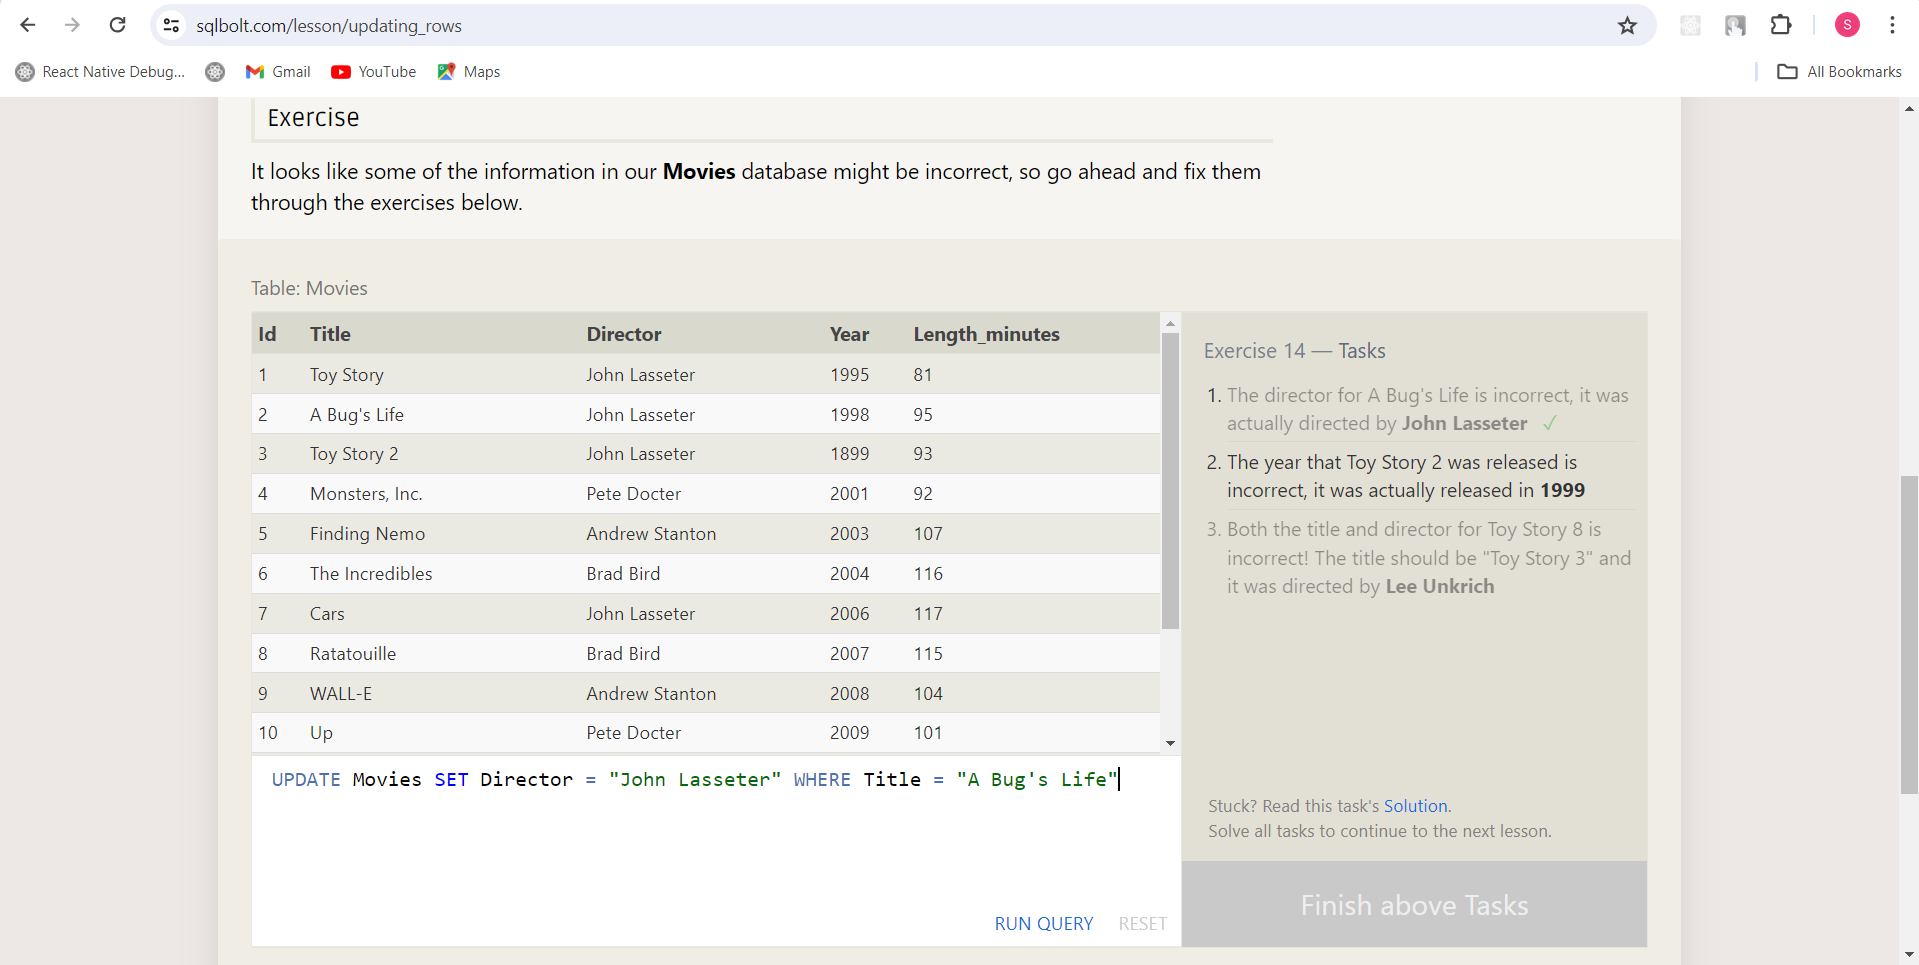 sqlbolt.com/lesson/updating_rows
S
React Native Debug... Gmail YouTube Maps All Bookmarks
Exercise
It looks like some of the information in our Movies database might be incorrect, so go ahead and fix them
through the exercises below.
Table: Movies
Id Title Director Year Length_minutes
1 Toy Story John Lasseter 1995 81
2 A Bug's Life John Lasseter 1998 95
3 Toy Story 2 John Lasseter 1899 93
4 Monsters, Inc. Pete Docter 2001 92
5 Finding Nemo Andrew Stanton 2003 107
6 The Incredibles Brad Bird 2004 116
7 Cars John Lasseter 2006 117
8 Ratatouille Brad Bird 2007 115
9 WALL-E Andrew Stanton 2008 104
10 Up Pete Docter 2009 101
UPDATE Movies SET Director = "John Lasseter" WHERE Title = "A Bug's Life"
RUN QUERY RESET
Exercise 14 — Tasks
1. The director for A Bug's Life is incorrect, it was
actually directed by John Lasseter ✓
2. The year that Toy Story 2 was released is
incorrect, it was actually released in 1999
3. Both the title and director for Toy Story 8 is
incorrect! The title should be "Toy Story 3" and
it was directed by Lee Unkrich
Stuck? Read this task's Solution.
Solve all tasks to continue to the next lesson.
Finish above Tasks